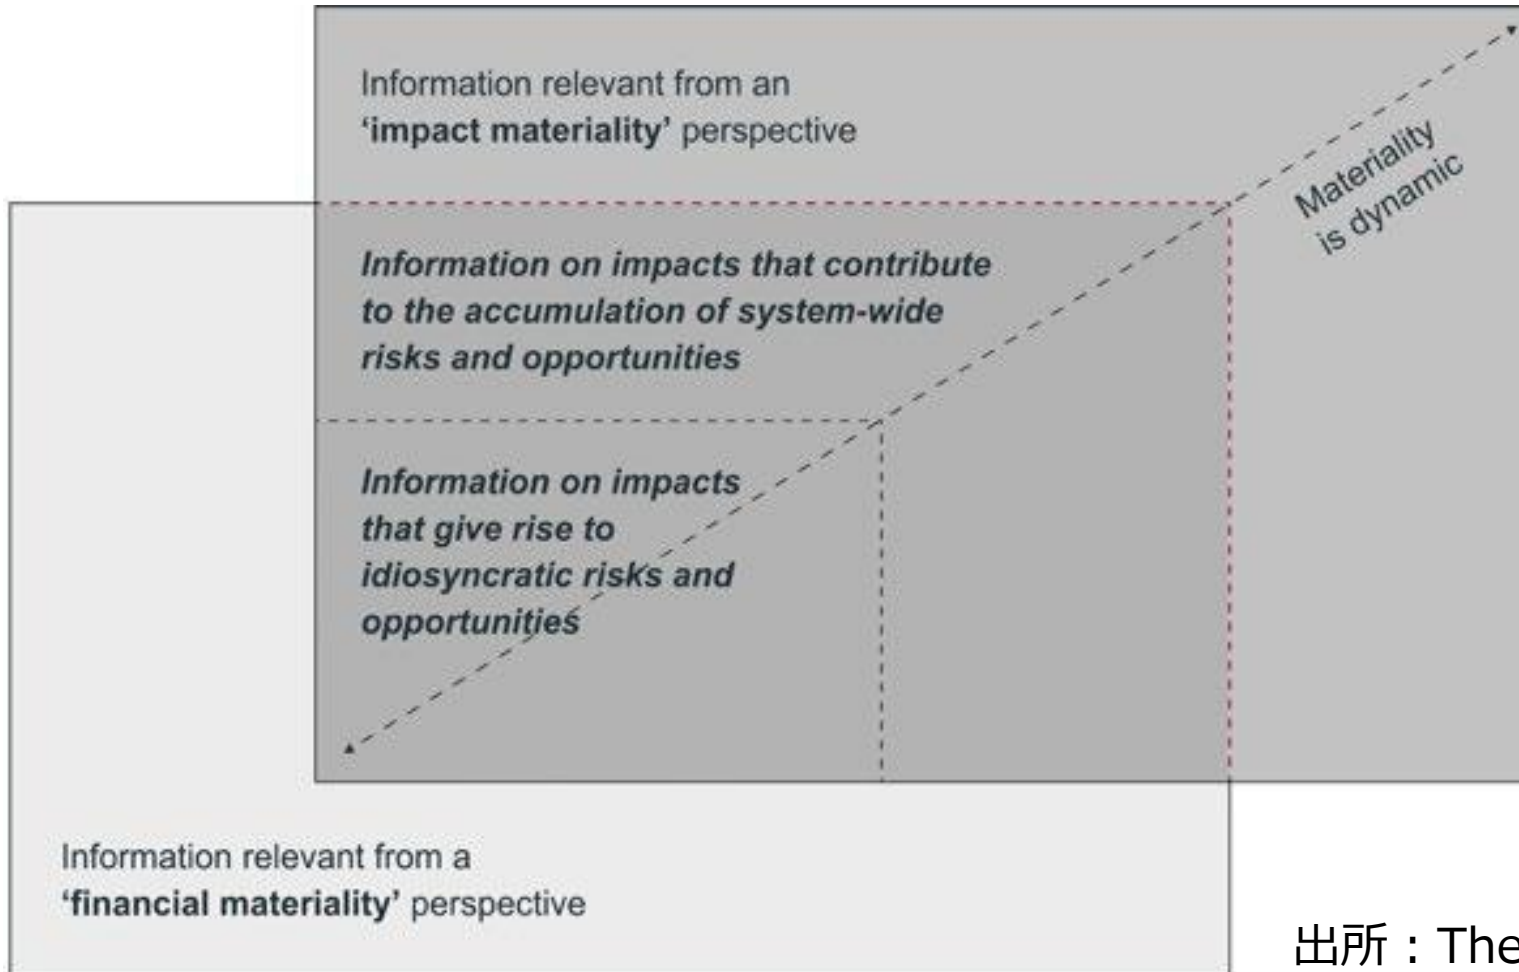 Information relevant from an
‘impact materiality’ perspective
Materiality
is dynamic
Information on impacts that contribute
to the accumulation of system-wide
risks and opportunities
Information on impacts
that give rise to
idiosyncratic risks and
opportunities
Information relevant from a
‘financial materiality’ perspective
出所：The